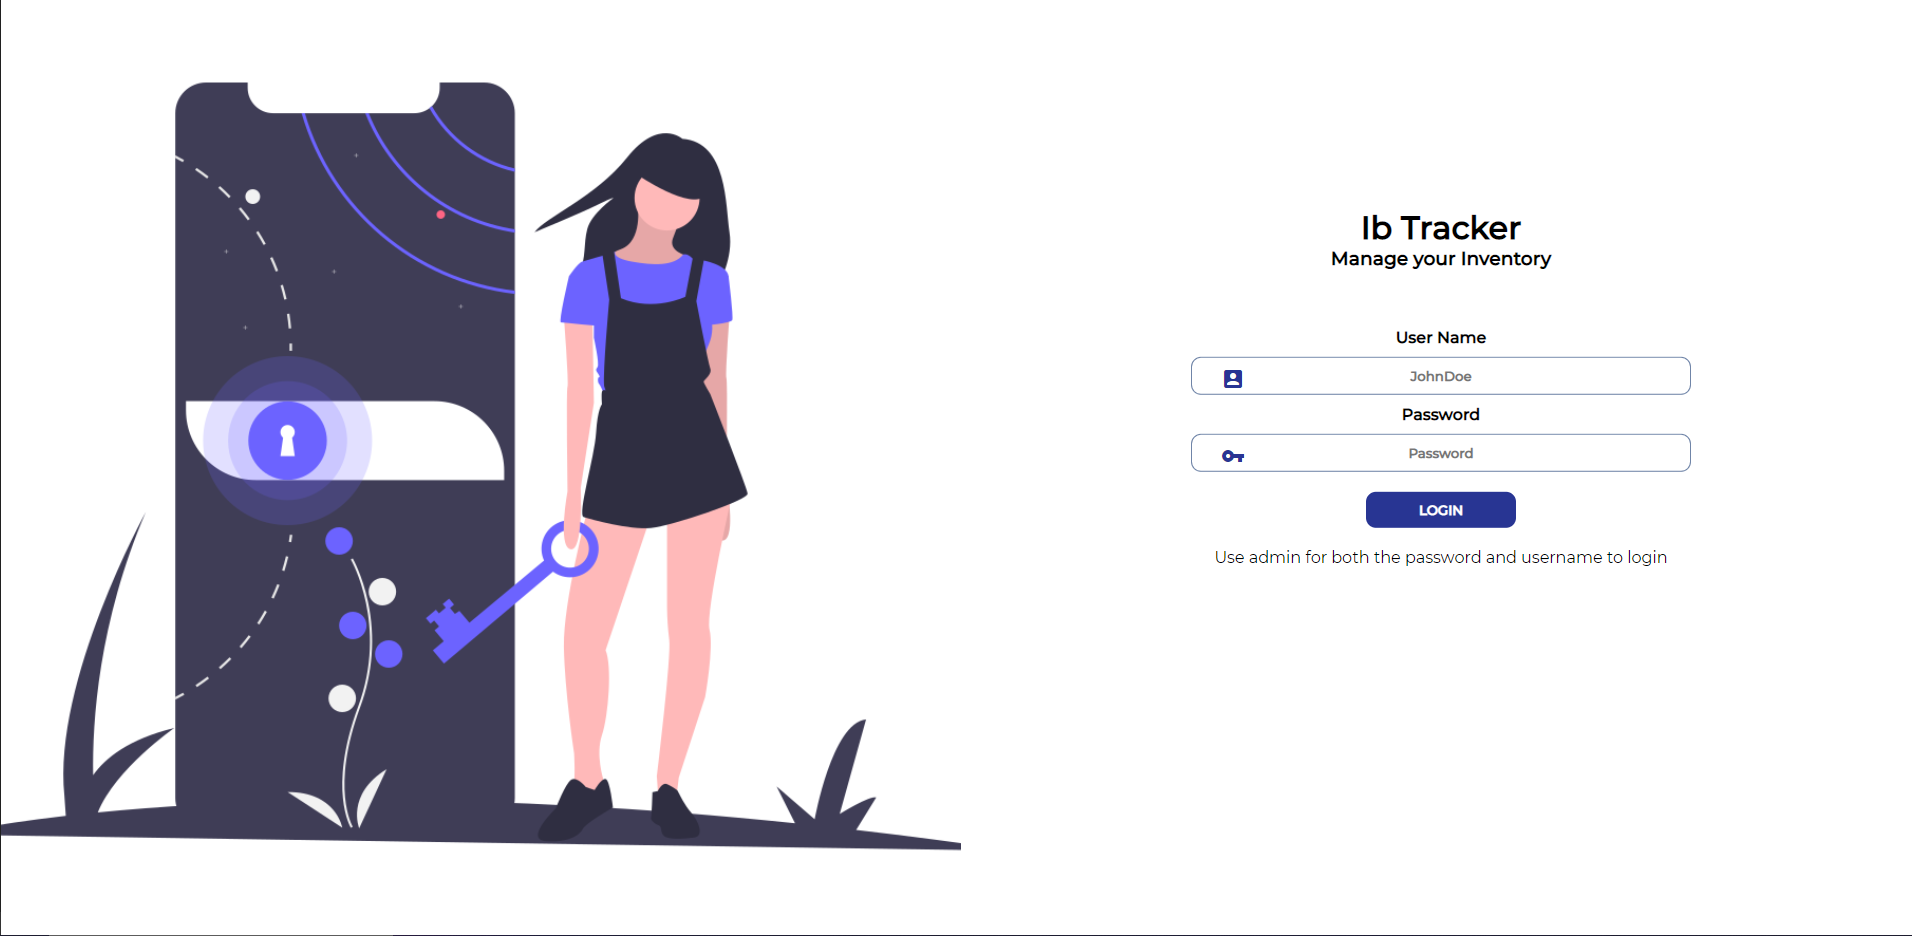 Ib Tracker
Manage your Inventory
User Name
JohnDoe
Password
Password
LOGIN
Use admin for both the password and username to login